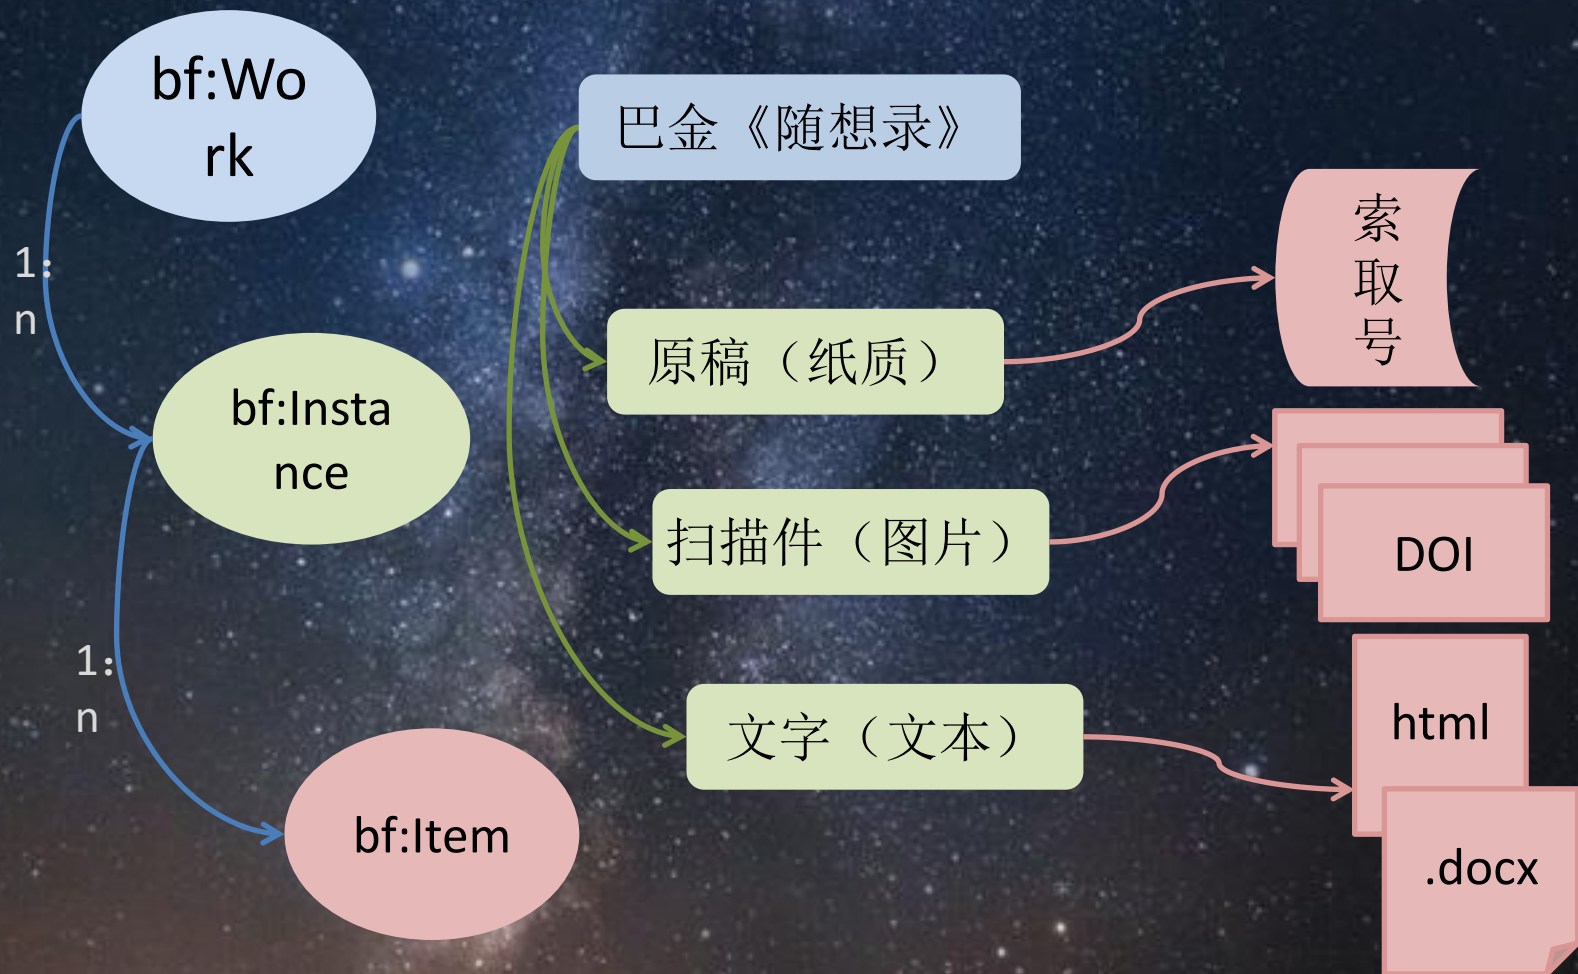 bf:Wo
rk
1:
n
bf:Insta
nce
1:
n
bf:Item
巴金《随想录》
原稿（纸质）
扫描件（图片）
文字（文本）
索
取
号
DOI
html
.docx